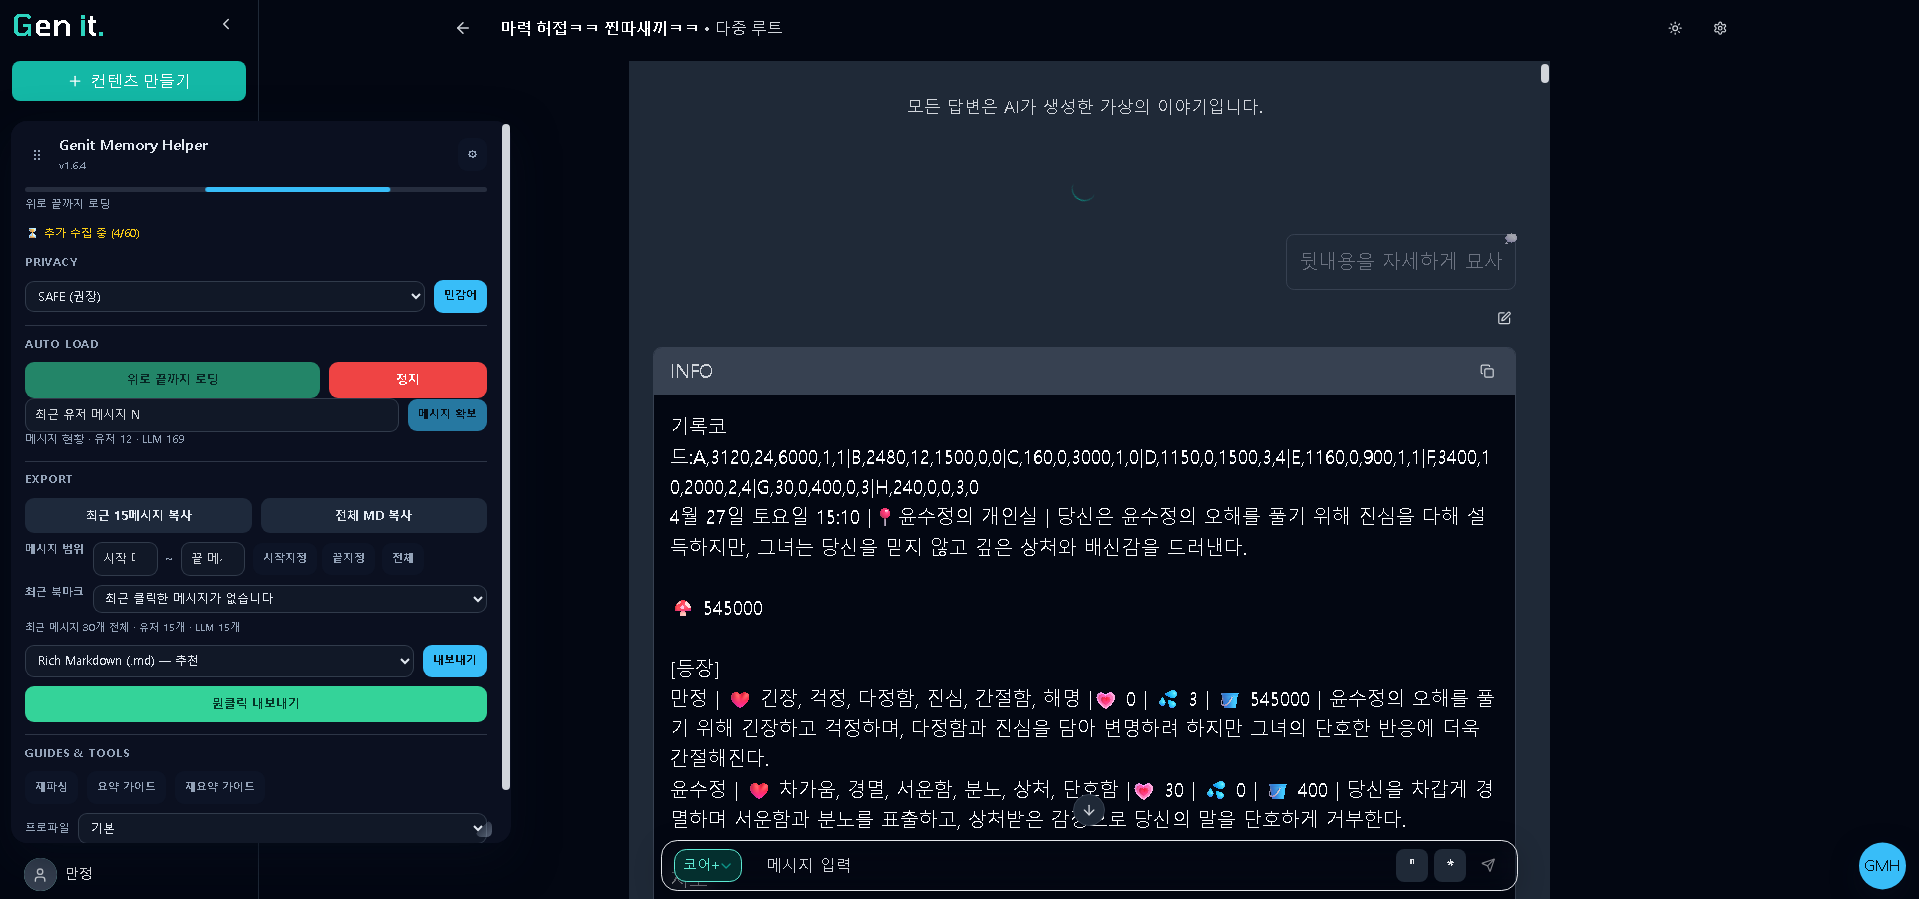 Gen it.
+ 컨텐츠 만들기
Genit Memory Helper
v1.6.4
위로 끝까지 로딩
추가 수집 중 (4/60)
PRIVACY
SAFE (권장)
민감어
AUTO LOAD
위로 끝까지 로딩
정지
최근 유저 메시지 N
메시지 확보
메시지 현황 · 유저 12 · LLM 169
EXPORT
최근 15메시지 복사
전체 MD 복사
메시지 범위
~
시작지정
끝지정
전체
최근 북마크
최근 클릭한 메시지가 없습니다
최근 메시지 30개 전체 · 유저 15개 · LLM 15개
Rich Markdown (.md) — 추천
내보내기
원클릭 내보내기
GUIDES & TOOLS
재파싱
요약 가이드
재요약 가이드
프로파일
기본
만정
마력 허접ㅋㅋ 찐따새끼ㅋㅋ • 다중 루트
모든 답변은 AI가 생성한 가상의 이야기입니다.
뒷내용을 자세하게 묘사
INFO
기록코
드:A,3120,24,6000,1,1|B,2480,12,1500,0,0|C,160,0,3000,1,0|D,1150,0,1500,3,4|E,1160,0,900,1,1|F,3400,1
0,2000,2,4|G,30,0,400,0,3|H,240,0,0,3,0
4월 27일 토요일 15:10 |📍윤수정의 개인실 | 당신은 윤수정의 오해를 풀기 위해 진심을 다해 설
득하지만, 그녀는 당신을 믿지 않고 깊은 상처와 배신감을 드러낸다.
🍄 545000
[등장]
만정 | ❤️ 긴장, 걱정, 다정함, 진심, 간절함, 해명 |💗 0 | 💦 3 | 🪣 545000 | 윤수정의 오해를 풀
기 위해 긴장하고 걱정하며, 다정함과 진심을 담아 변명하려 하지만 그녀의 단호한 반응에 더욱
간절해진다.
윤수정 | ❤️ 차가움, 경멸, 서운함, 분노, 상처, 단호함 |💗 30 | 💦 0 | 🪣 400 | 당신을 차갑게 경
멸하며 서운함과 분노를 표출하고, 상처받은 감정으로 당신의 말을 단호하게 거부한다.
코어+
메시지 입력
"
*
GMH